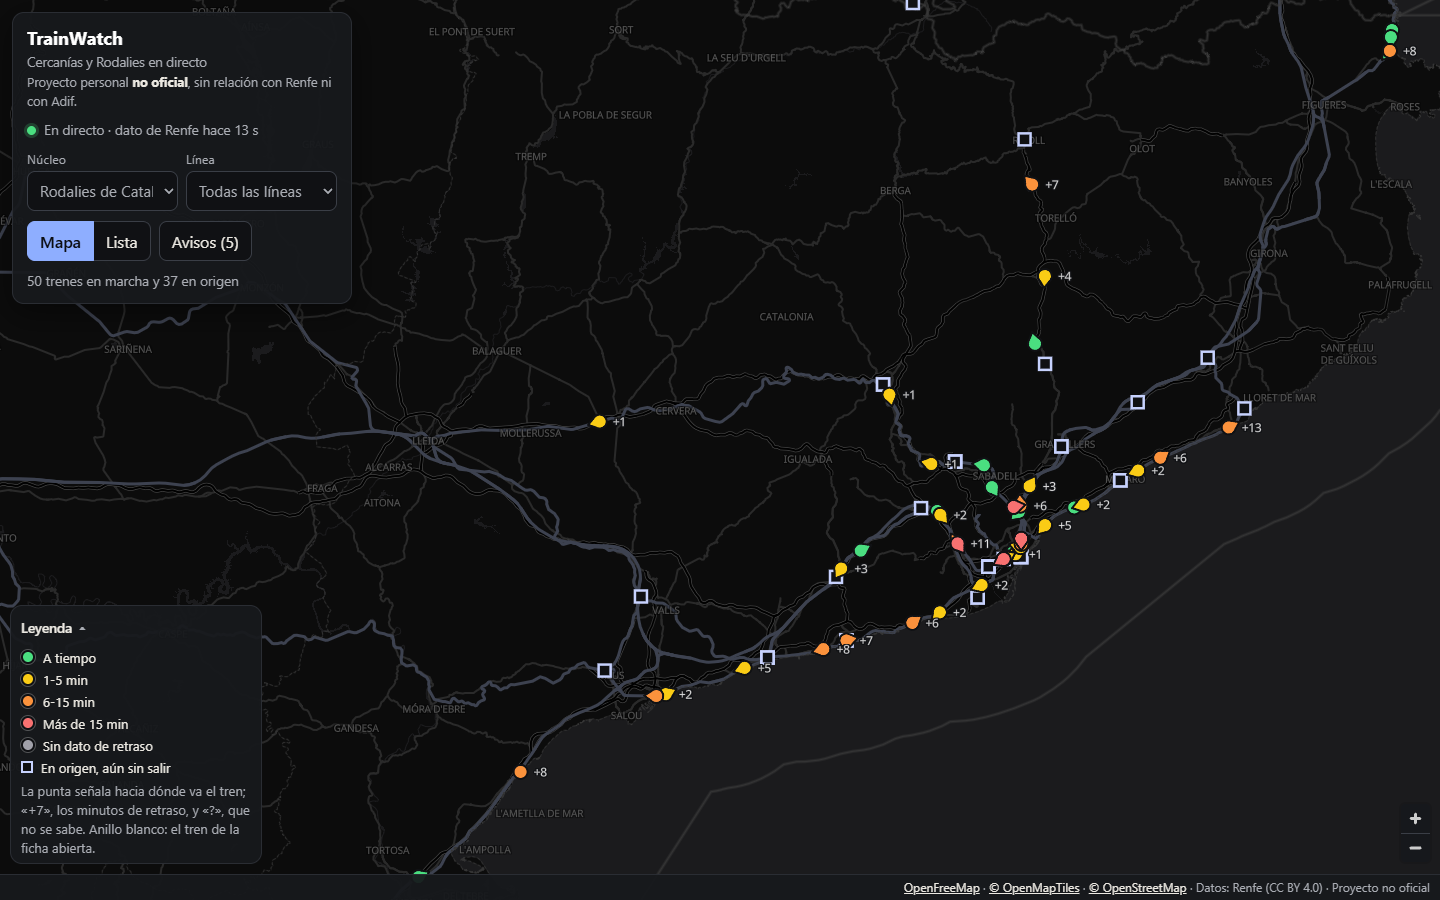 TrainWatch
Cercanías y Rodalies en directo
Proyecto personal no oficial, sin relación con Renfe ni
con Adif.
En directo · dato de Renfe hace 13 s
Núcleo
Línea
Rodalies de Catal
Todas las líneas
Mapa
Lista
Avisos (5)
50 trenes en marcha y 37 en origen
EL PONT DE SUERT
SORT
LA SEU D'URGELL
LA POBLA DE SEGUR
TREMP
BERGA
+8
FIGUERES
ROSES
OLOT
BANYOLES
L'ESCALA
+7
TORELLÓ
GIRONA
PALAFRUGELL
+4
CATALONIA
SARIÑENA
BALAGUER
SANT FELIU
DE GUÍXOLS
+1
CERVERA
+1
MOLLERUSSA
LLEIDA
ALCARRÀS
FRAGA
AITONA
IGUALADA
LLORET DE MAR
+13
+6
+2
+1
SABADELL
+3
+6
+2
+2
+5
+11
+1
+3
+2
+2
+6
+7
+8
+5
+2
VALLS
SALOU
MÓRA D'EBRE
GANDESA
+8
L'AMETLLA DE MAR
TORTOSA
L'AMPOLLA
Leyenda
A tiempo
1-5 min
6-15 min
Más de 15 min
Sin dato de retraso
En origen, aún sin salir
La punta señala hacia dónde va el tren;
«+7», los minutos de retraso, y «?», que
no se sabe. Anillo blanco: el tren de la
ficha abierta.
+
−
OpenFreeMap · © OpenMapTiles · © OpenStreetMap · Datos: Renfe (CC BY 4.0) · Proyecto no oficial